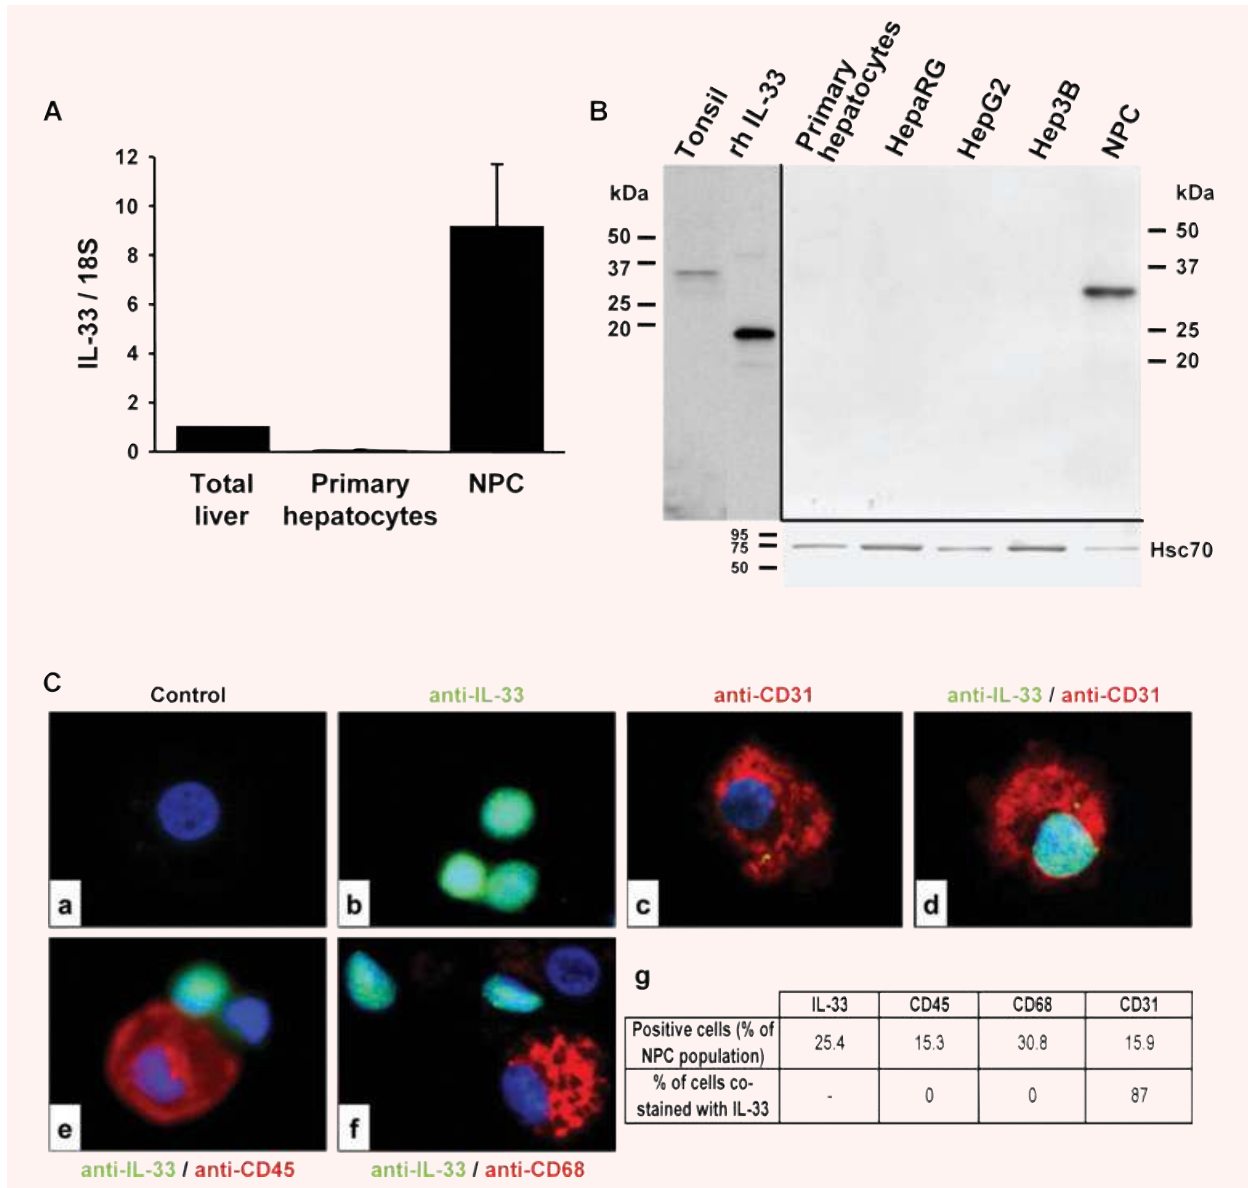 A
IL-33 / 18S
12
10
8
6
4
2
0
Total
liver
Primary
hepatocytes
NPC
B
Tonsil
rh IL-33
Primary
hepatocytes
HepaRG
HepG2
Hep3B
NPC
kDa
50
37
25
20
kDa
50
37
25
20
95
75
50
Hsc70
C
Control
anti-IL-33
anti-CD31
anti-IL-33 / anti-CD31
a
b
c
d
e
f
anti-IL-33 / anti-CD45
anti-IL-33 / anti-CD68
g
IL-33 CD45 CD68 CD31
Positive cells (% of
NPC population)
25.4 15.3 30.8 15.9
% of cells co-
stained with IL-33
- 0 0 87